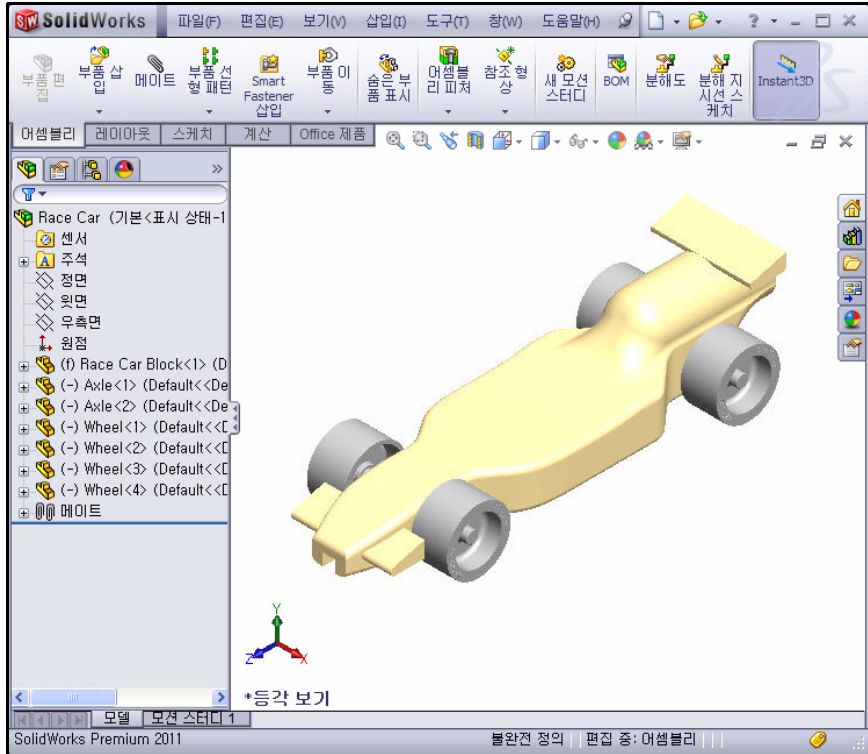 SolidWorks 파일(F) 편집(E) 보기(V) 삽입(I) 도구(T) 창(W) 도움말(H)
부품 편집
부품 삽입
메이트
부품 선형 패턴
Smart Fastener 삽입
부품 이동
숨은 부품 표시
어셈블리 피처
참조 형상
새 모션 스터디
BOM
분해도
분해 지시선 스케치
Instant3D
어셈블리 레이아웃 스케치 계산 Office 제품
Race Car (기본<표시 상태-1
센서
주석
정면
윗면
우측면
원점
(f) Race Car Block<1> (D
(-) Axle<1> (Default<<De
(-) Axle<2> (Default<<De
(-) Wheel<1> (Default<<D
(-) Wheel<2> (Default<<D
(-) Wheel<3> (Default<<D
(-) Wheel<4> (Default<<D
메이트
Y
Z X
*등각 보기
모델 모션 스터디 1
SolidWorks Premium 2011 불완전 정의 편집 중: 어셈블리